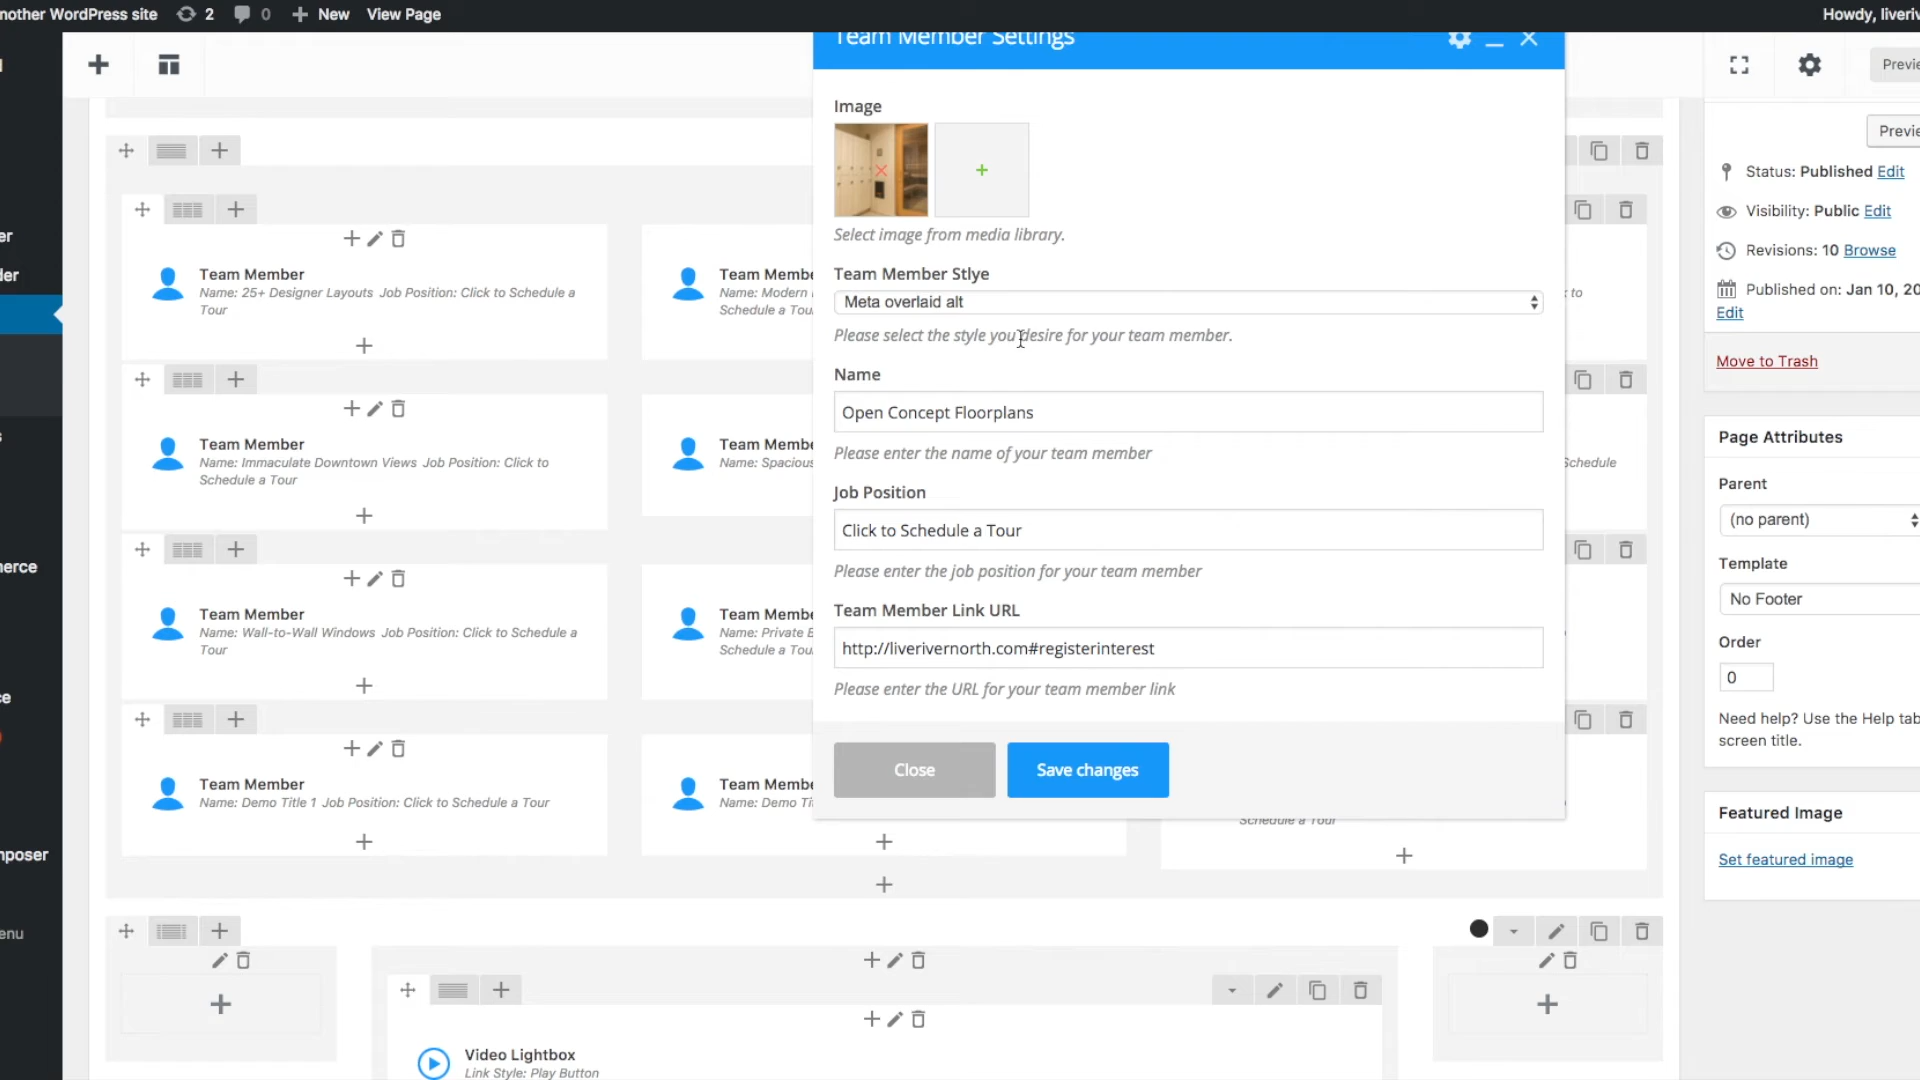 nother WordPress site 2 0 New View Page Howdy, liveriv
Team Member Settings
Previe
Image
Previe
Status: Published Edit
Select image from media library.
Visibility: Public Edit
Revisions: 10 Browse
Published on: Jan 10, 20
Edit
Move to Trash
Team Member Stlye
Meta overlaid alt
Please select the style you desire for your team member.
Name
Open Concept Floorplans
Please enter the name of your team member
Job Position
Click to Schedule a Tour
Please enter the job position for your team member
Team Member Link URL
http://liverivernorth.com#registerinterest
Please enter the URL for your team member link
Close Save changes
Team Member
Name: 25+ Designer Layouts Job Position: Click to Schedule a
Tour
Team Membe
Name: Modern
Schedule a Tou
to
Team Member
Name: Immaculate Downtown Views Job Position: Click to
Schedule a Tour
Team Membe
Name: Spacious
Schedule
Team Member
Name: Wall-to-Wall Windows Job Position: Click to Schedule a
Tour
Team Membe
Name: Private B
Schedule a Tou
Team Member
Name: Demo Title 1 Job Position: Click to Schedule a Tour
Team Membe
Name: Demo Ti
Schedule a Tour
Page Attributes
Parent
(no parent)
Template
No Footer
Order
0
Need help? Use the Help tab
screen title.
Featured Image
Set featured image
er
der
s
nerce
ce
mposer
enu
Video Lightbox
Link Style: Play Button